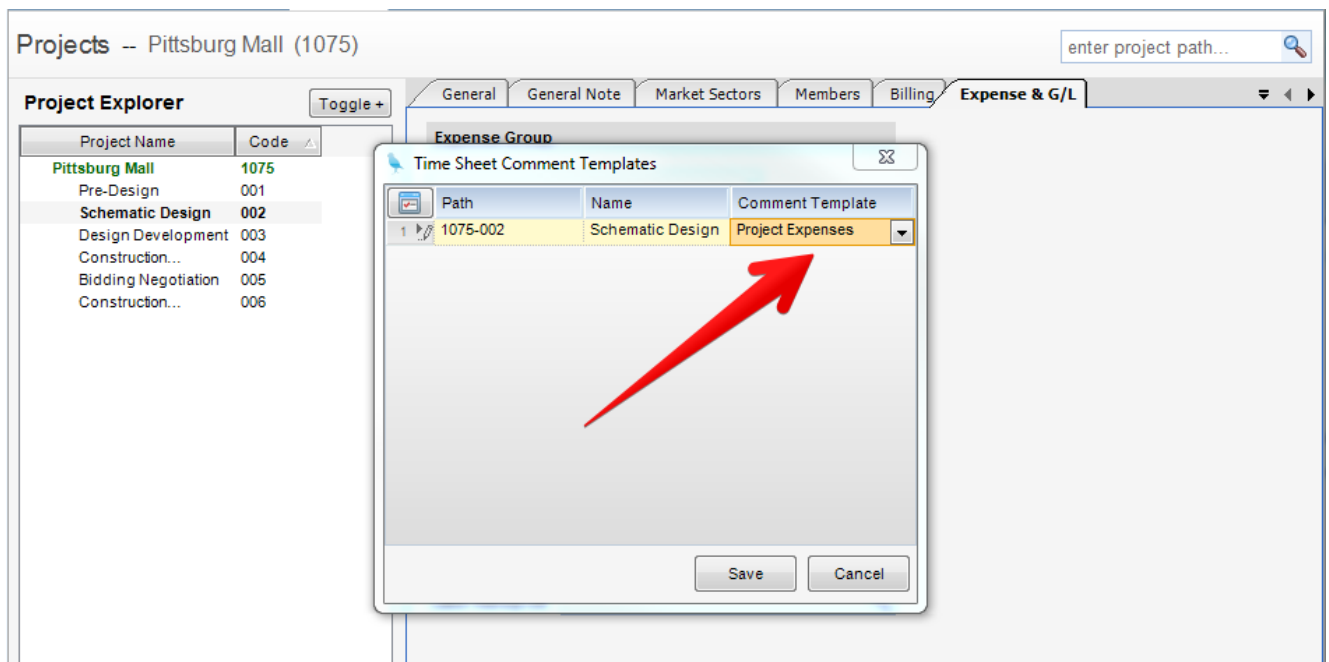 Projects -- Pittsburg Mall (1075)
enter project path...
Project Explorer
Toggle +
Project Name Code
Pittsburg Mall 1075
Pre-Design 001
Schematic Design 002
Design Development 003
Construction... 004
Bidding Negotiation 005
Construction... 006
General General Note Market Sectors Members Billing Expense & G/L
Expense Group
Time Sheet Comment Templates
Path Name Comment Template
1 1075-002 Schematic Design Project Expenses
Save Cancel